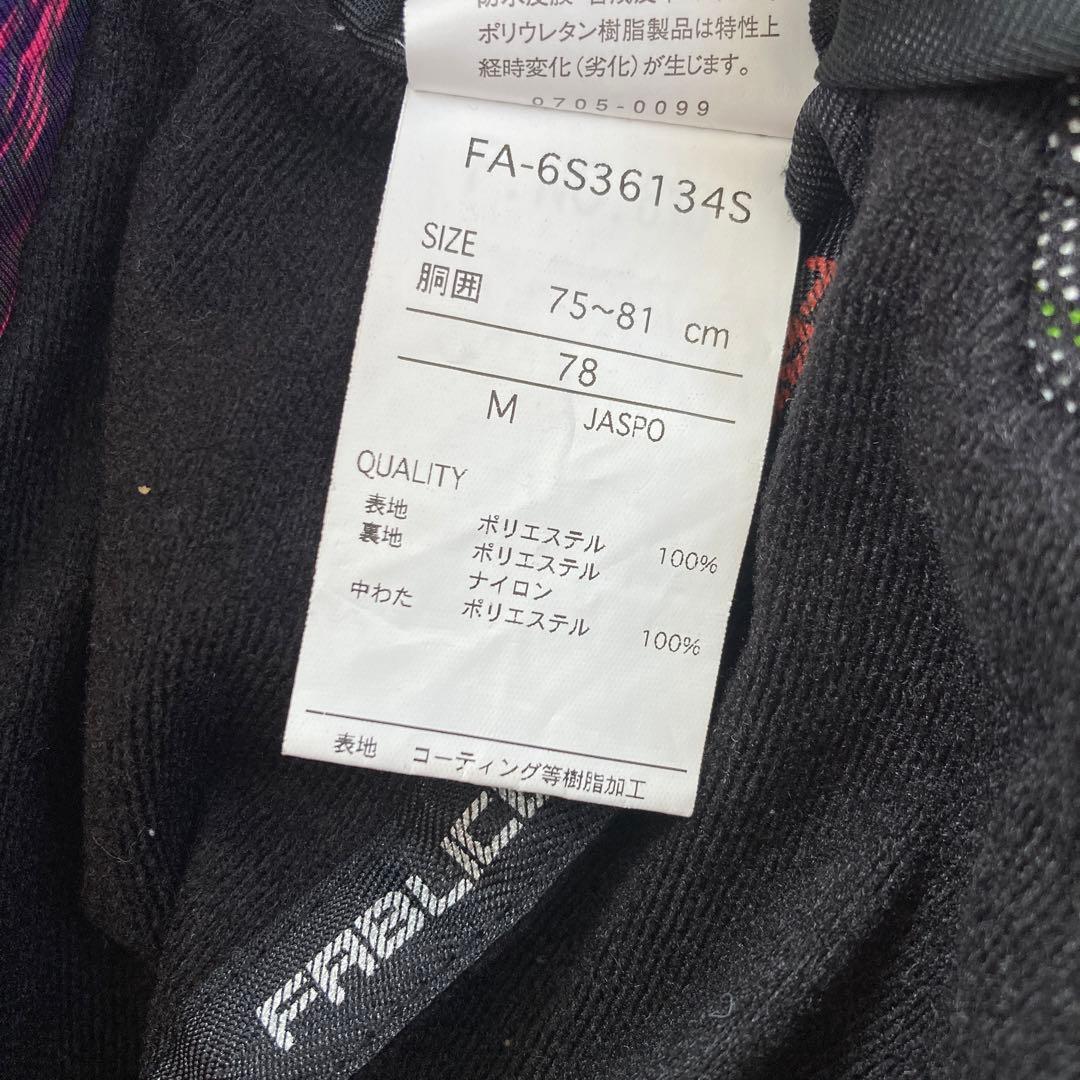 ポリウレタン樹脂製品は特性上
経時変化(劣化)が生じます。
0705-0099
FA-6S36134S
SIZE
胴囲 75~81 cm
78
M JASPO
QUALITY
表地 ポリエステル 100%
裏地 ポリエステル
ナイロン
中わた ポリエステル 100%
表地 コーティング等樹脂加工
FABLICE